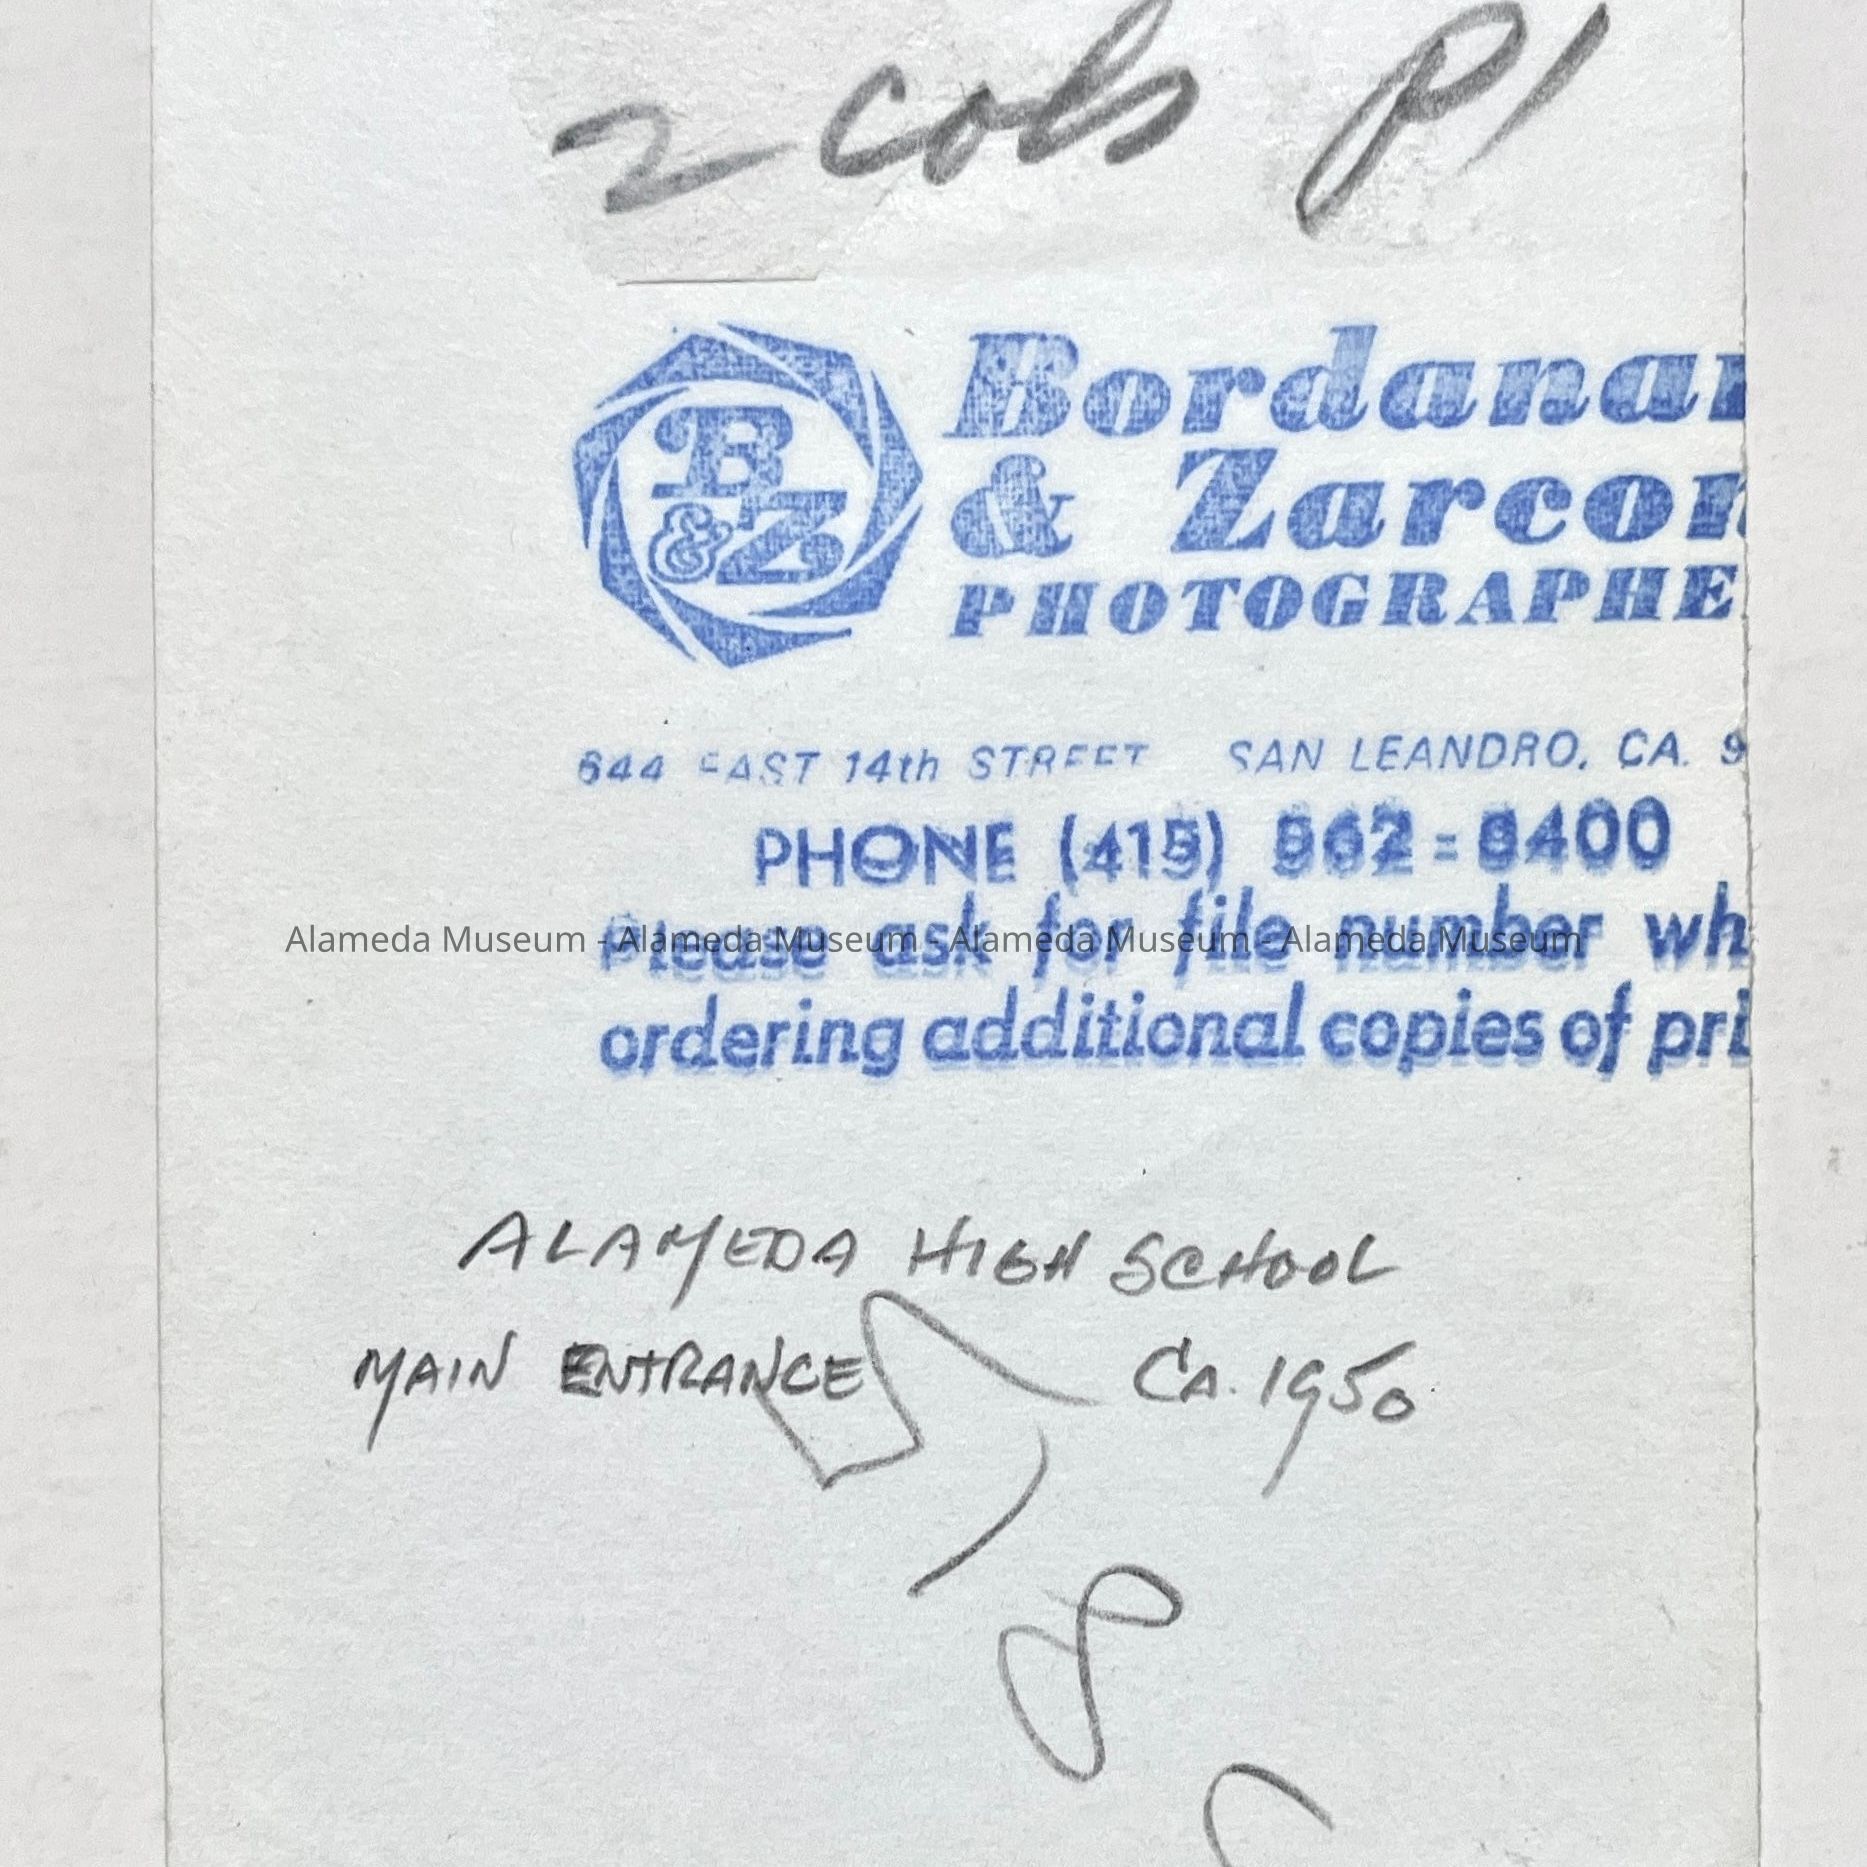 2 cols P1
B
&Z
Bordanar
& Zarcon
PHOTOGRAPHE
644 EAST 14th STREET SAN LEANDRO, CA. 9
PHONE (415) 562-8400
Please ask for file number wh
ordering additional copies of pri
Alameda Museum - Alameda Museum - Alameda Museum - Alameda Museum
ALAMEDA HIGH SCHOOL
MAIN ENTRANCE CA. 1950